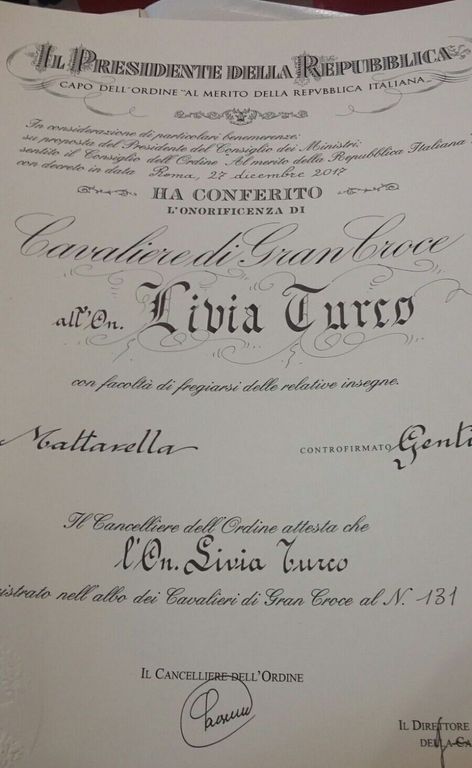 IL PRESIDENTE DELLA REPUBBLICA
CAPO DELL'ORDINE "AL MERITO DELLA REPVBBLICA ITALIANA"
In considerazione di particolari benemerenze;
su proposta del Presidente del Consiglio dei Ministri;
sentito il Consiglio dell'Ordine "Al merito della Repubblica Italiana
con decreto in data Roma, 27 dicembre 2017
HA CONFERITO
L'ONORIFICENZA DI
Cavaliere di Gran Croce
all'On. Livia Turco
con facoltà di fregiarsi delle relative insegne.
Mattarella CONTROFIRMATO Genti
Il Cancelliere dell'Ordine attesta che
l'On. Livia Turco
istrato nell'albo dei Cavalieri di Gran Croce al N. 131
IL CANCELLIERE DELL'ORDINE
IL DIRETTORE
DELLA CA